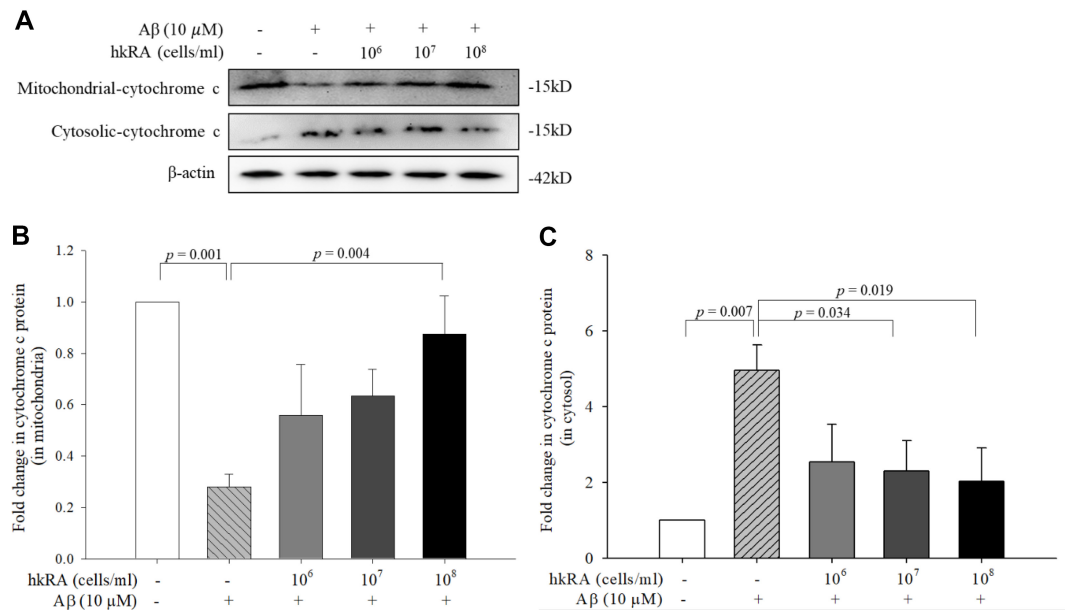 A
Aβ (10 μM) - + + + +
hkRA (cells/ml) - - 10⁶ 10⁷ 10⁸
Mitochondrial-cytochrome c -15kD
Cytosolic-cytochrome c -15kD
β-actin -42kD
B
Fold change in cytochrome c protein
(in mitochondria)
1.2
1.0
0.8
0.6
0.4
0.2
0.0
p = 0.001
p = 0.004
hkRA (cells/ml) - - 10⁶ 10⁷ 10⁸
Aβ (10 μM) - + + + +
C
Fold change in cytochrome c protein
(in cytosol)
8
6
4
2
0
p = 0.019
p = 0.007
p = 0.034
hkRA (cells/ml) - - 10⁶ 10⁷ 10⁸
Aβ (10 μM) - + + + +